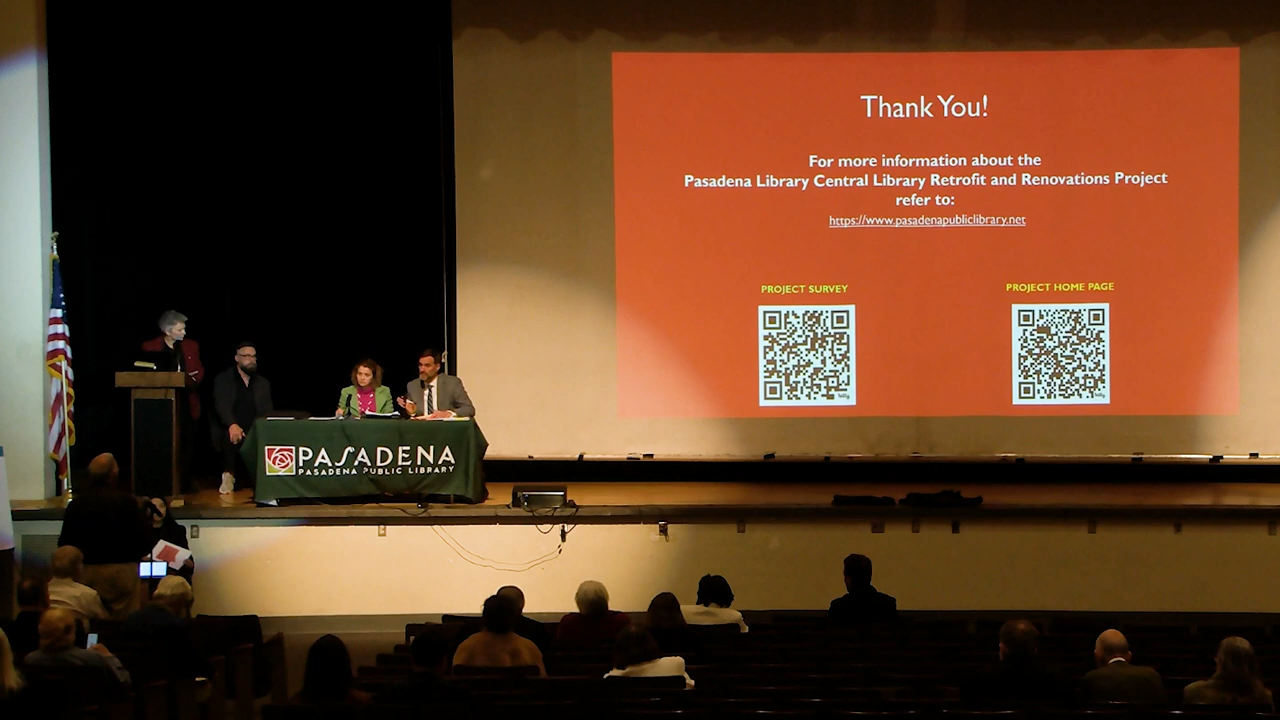 Thank You!
For more information about the
Pasadena Library Central Library Retrofit and Renovations Project
refer to:
https://www.pasadenapubliclibrary.net
PROJECT SURVEY
PROJECT HOME PAGE
PASADENA
PASADENA PUBLIC LIBRARY